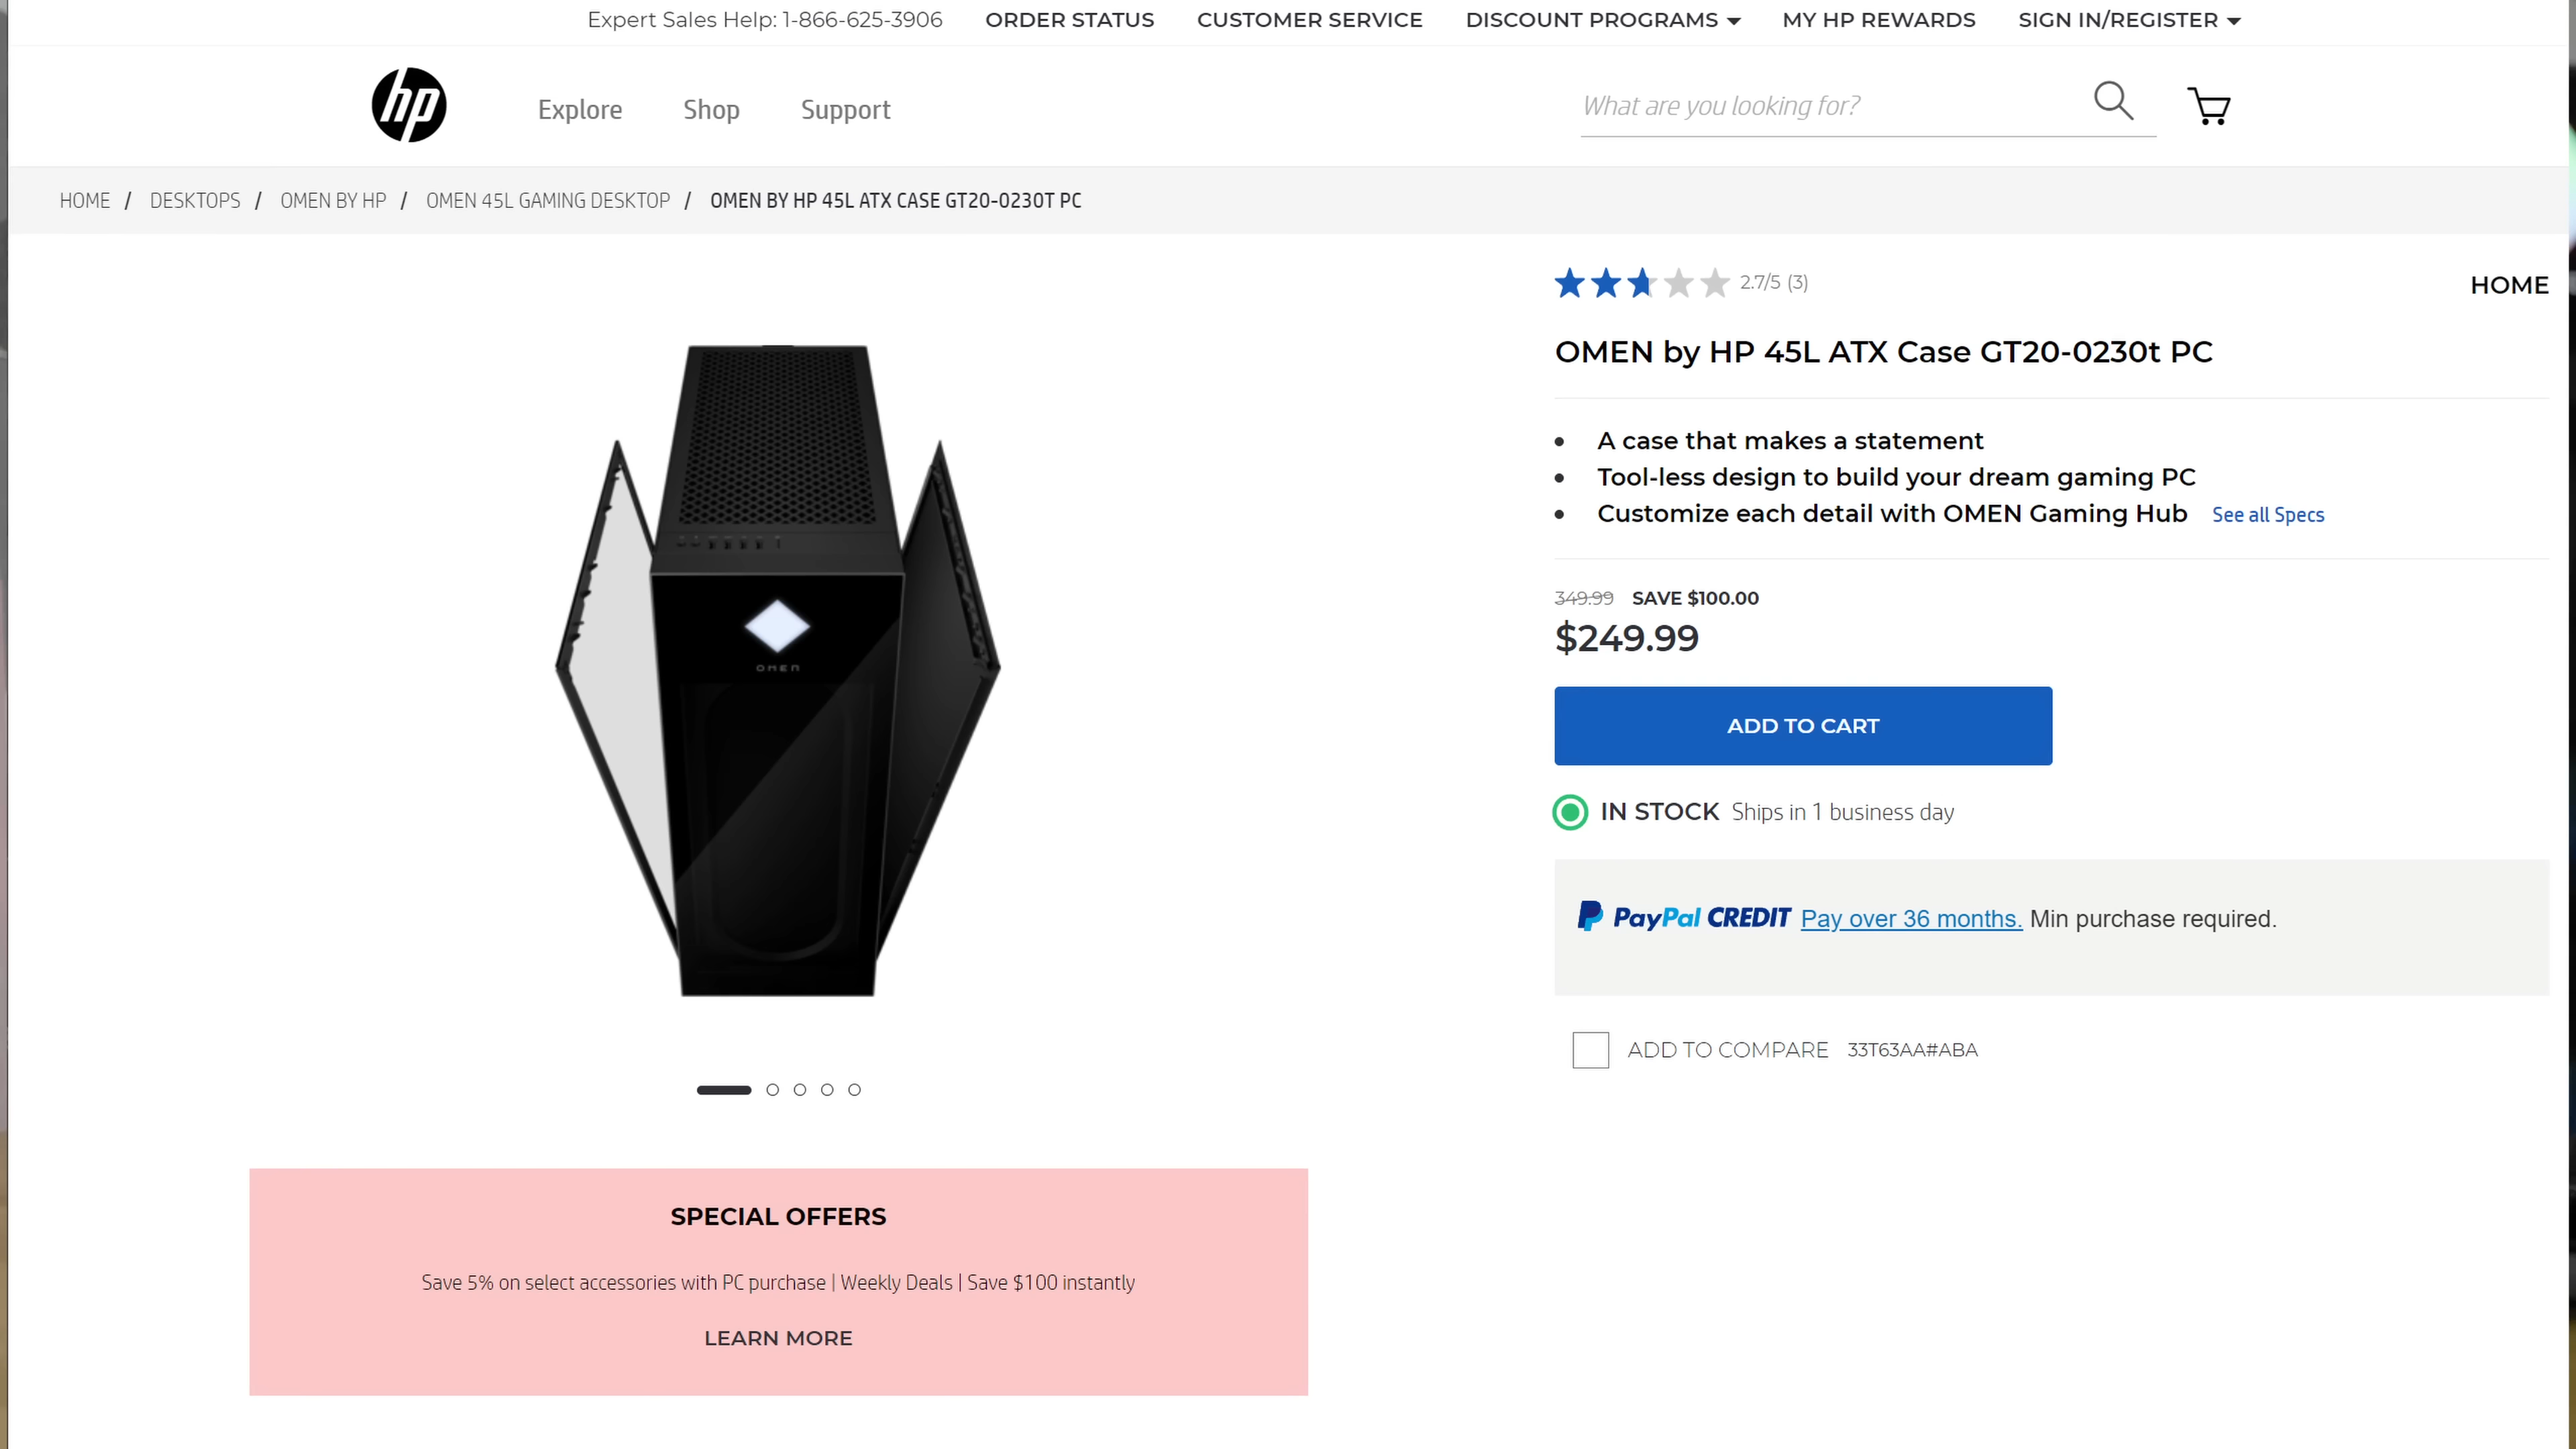 Expert Sales Help: 1-866-625-3906 ORDER STATUS CUSTOMER SERVICE DISCOUNT PROGRAMS MY HP REWARDS SIGN IN/REGISTER
hp Explore Shop Support What are you looking for?
HOME / DESKTOPS / OMEN BY HP / OMEN 45L GAMING DESKTOP / OMEN BY HP 45L ATX CASE GT20-0230T PC
2.7/5 (3) HOME
OMEN by HP 45L ATX Case GT20-0230t PC
A case that makes a statement
Tool-less design to build your dream gaming PC
Customize each detail with OMEN Gaming Hub See all Specs
349.99 SAVE $100.00
$249.99
ADD TO CART
IN STOCK Ships in 1 business day
PayPal CREDIT Pay over 36 months. Min purchase required.
ADD TO COMPARE 33T63AA#ABA
OMEN
SPECIAL OFFERS
Save 5% on select accessories with PC purchase | Weekly Deals | Save $100 instantly
LEARN MORE